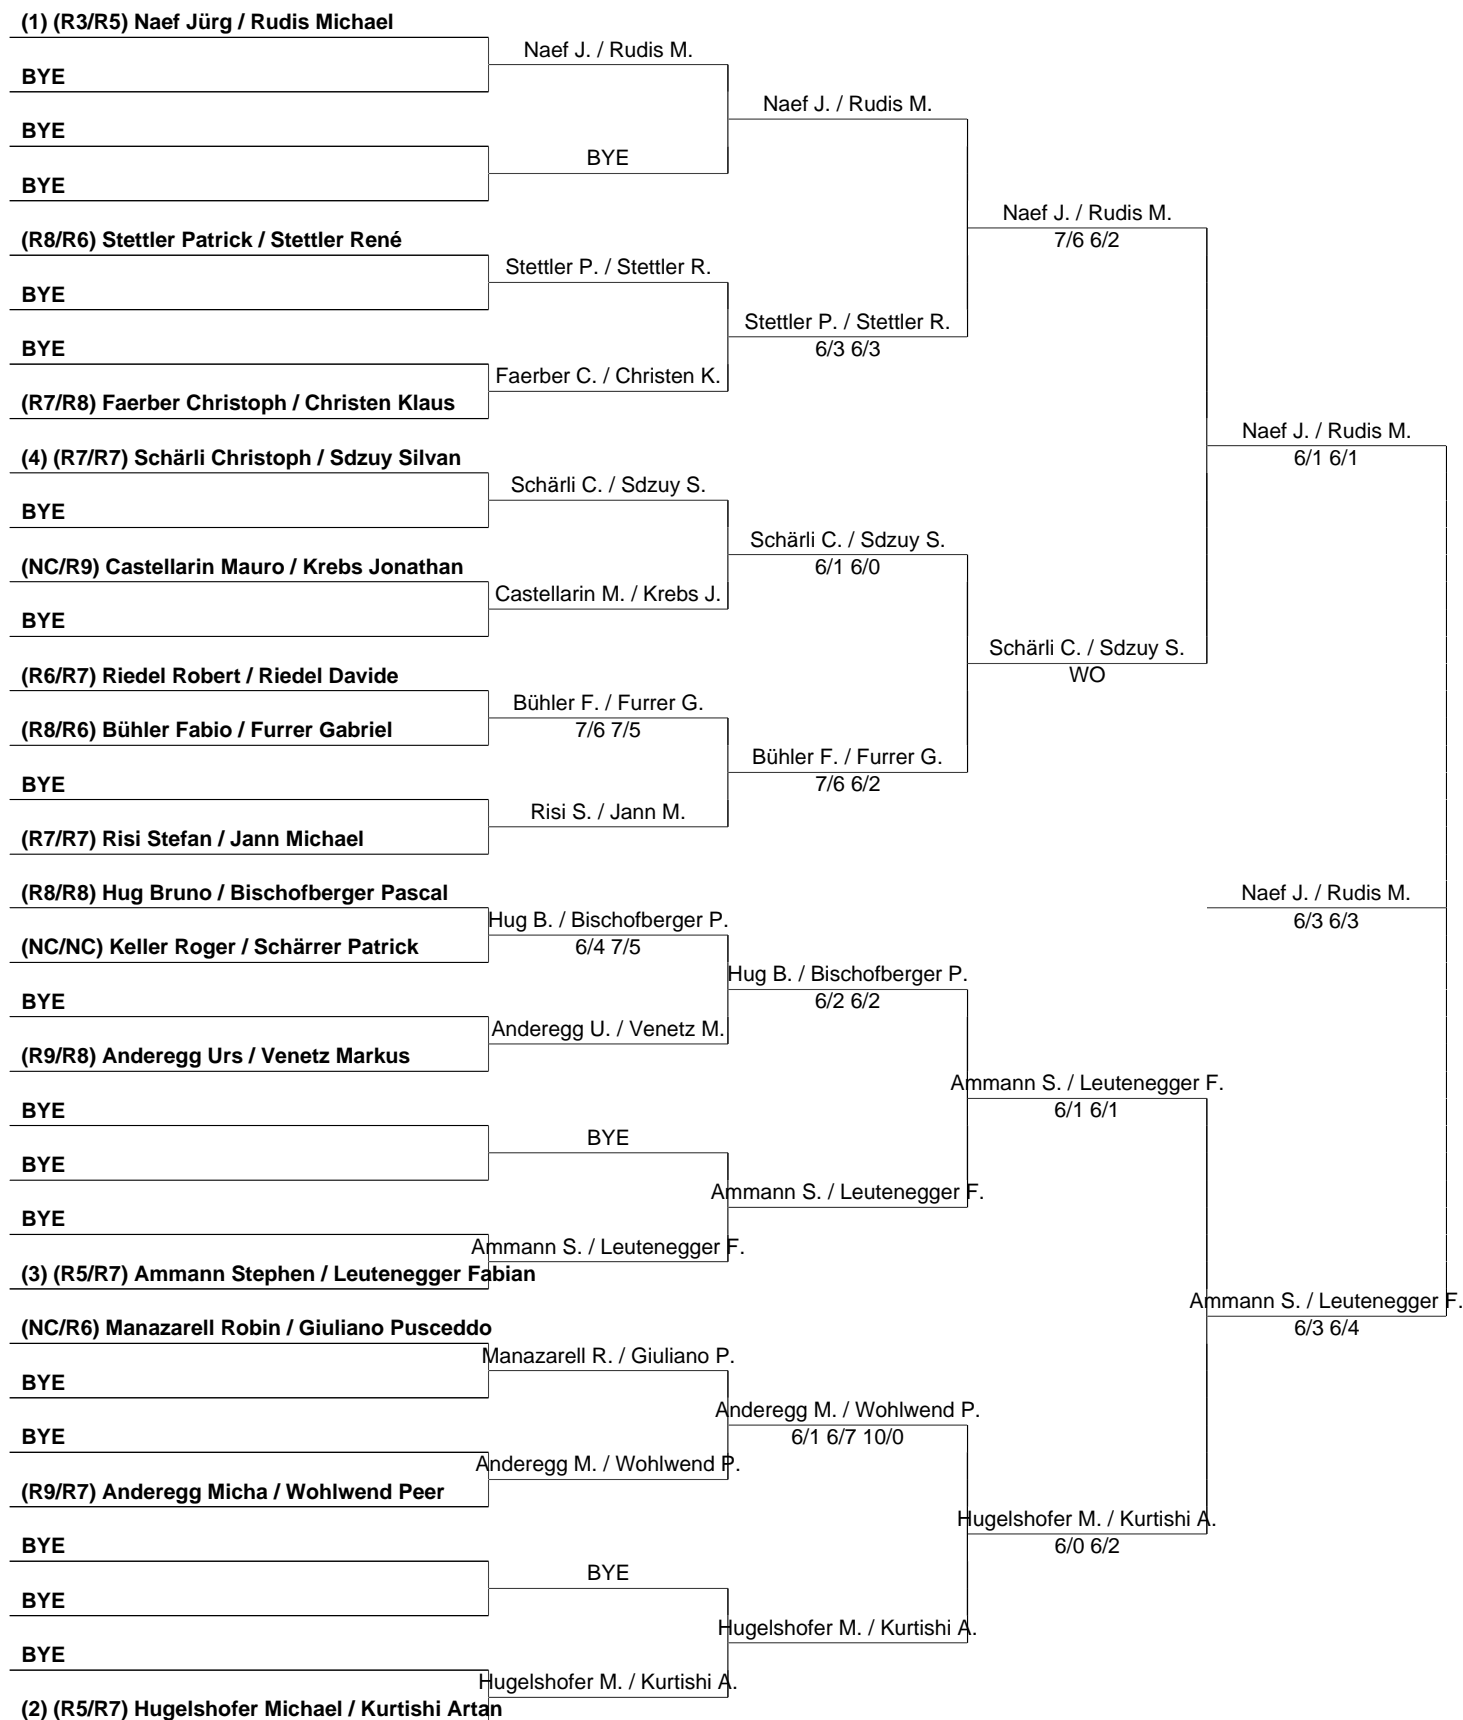 (1) (R3/R5) Naef Jürg / Rudis Michael
Naef J. / Rudis M.
BYE
Naef J. / Rudis M.
BYE
BYE
BYE
Naef J. / Rudis M.
7/6 6/2
(R8/R6) Stettler Patrick / Stettler René
Stettler P. / Stettler R.
BYE
Stettler P. / Stettler R.
6/3 6/3
BYE
Faerber C. / Christen K.
(R7/R8) Faerber Christoph / Christen Klaus
Naef J. / Rudis M.
6/1 6/1
(4) (R7/R7) Schärli Christoph / Sdzuy Silvan
Schärli C. / Sdzuy S.
BYE
Schärli C. / Sdzuy S.
6/1 6/0
(NC/R9) Castellarin Mauro / Krebs Jonathan
Castellarin M. / Krebs J.
BYE
Schärli C. / Sdzuy S.
WO
(R6/R7) Riedel Robert / Riedel Davide
Bühler F. / Furrer G.
7/6 7/5
(R8/R6) Bühler Fabio / Furrer Gabriel
Bühler F. / Furrer G.
7/6 6/2
BYE
Risi S. / Jann M.
(R7/R7) Risi Stefan / Jann Michael
(R8/R8) Hug Bruno / Bischofberger Pascal
Naef J. / Rudis M.
6/3 6/3
Hug B. / Bischofberger P.
6/4 7/5
(NC/NC) Keller Roger / Schärrer Patrick
Hug B. / Bischofberger P.
6/2 6/2
BYE
Anderegg U. / Venetz M.
(R9/R8) Anderegg Urs / Venetz Markus
Ammann S. / Leutenegger F.
6/1 6/1
BYE
BYE
BYE
Ammann S. / Leutenegger F.
BYE
Ammann S. / Leutenegger F.
(3) (R5/R7) Ammann Stephen / Leutenegger Fabian
Ammann S. / Leutenegger F.
6/3 6/4
(NC/R6) Manazarell Robin / Giuliano Pusceddo
Manazarell R. / Giuliano P.
BYE
Anderegg M. / Wohlwend P.
6/1 6/7 10/0
BYE
Anderegg M. / Wohlwend P.
(R9/R7) Anderegg Micha / Wohlwend Peer
Hugelshofer M. / Kurtishi A.
6/0 6/2
BYE
BYE
BYE
Hugelshofer M. / Kurtishi A.
BYE
Hugelshofer M. / Kurtishi A.
(2) (R5/R7) Hugelshofer Michael / Kurtishi Artan